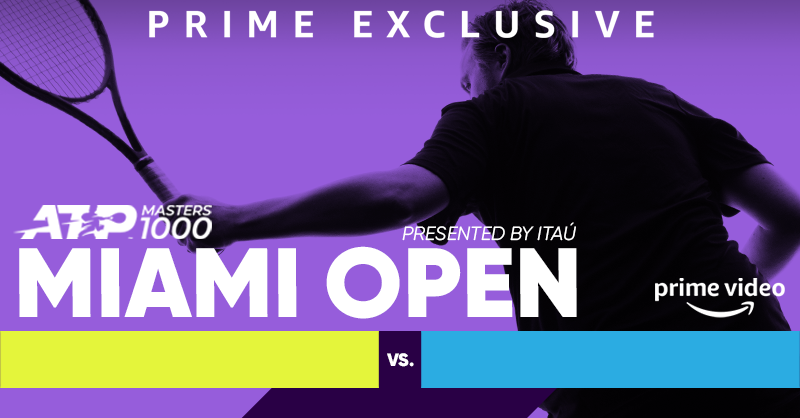 PRIME EXCLUSIVE
ATP MASTERS
1000
PRESENTED BY ITAÚ
MIAMI OPEN
prime video
vs.